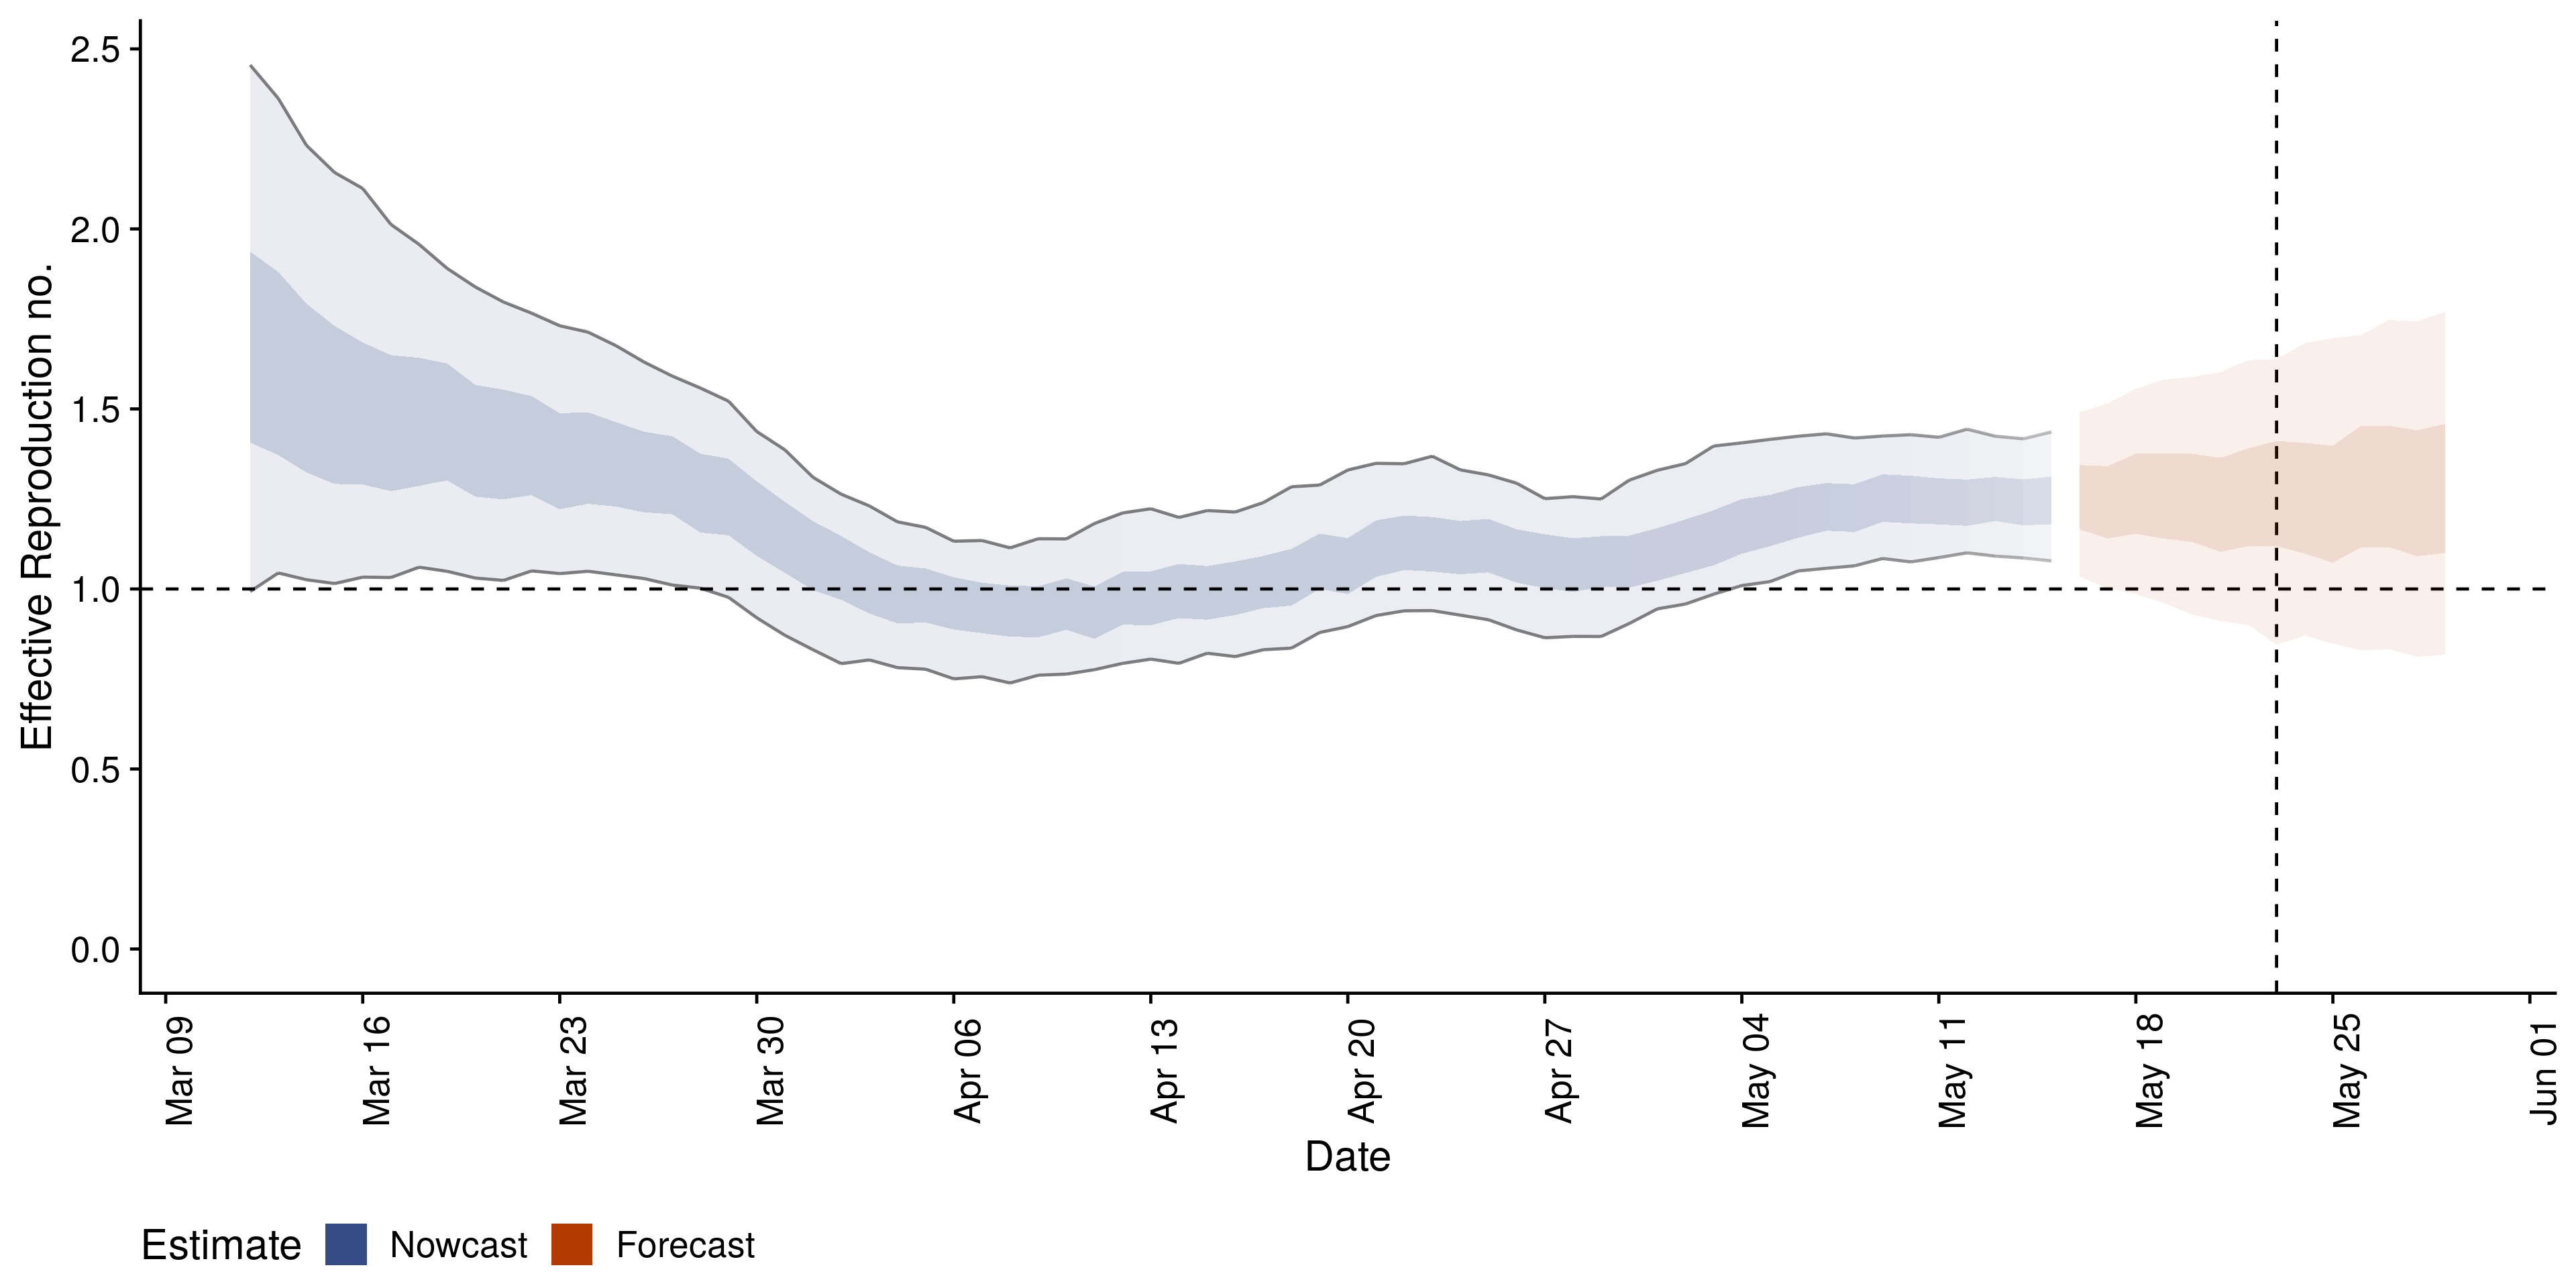 Effective Reproduction no.
2.5
2.0
1.5
1.0
0.5
0.0
Mar 09
Mar 16
Mar 23
Mar 30
Apr 06
Apr 13
Apr 20
Apr 27
May 04
May 11
May 18
May 25
Jun 01
Date
Estimate Nowcast Forecast